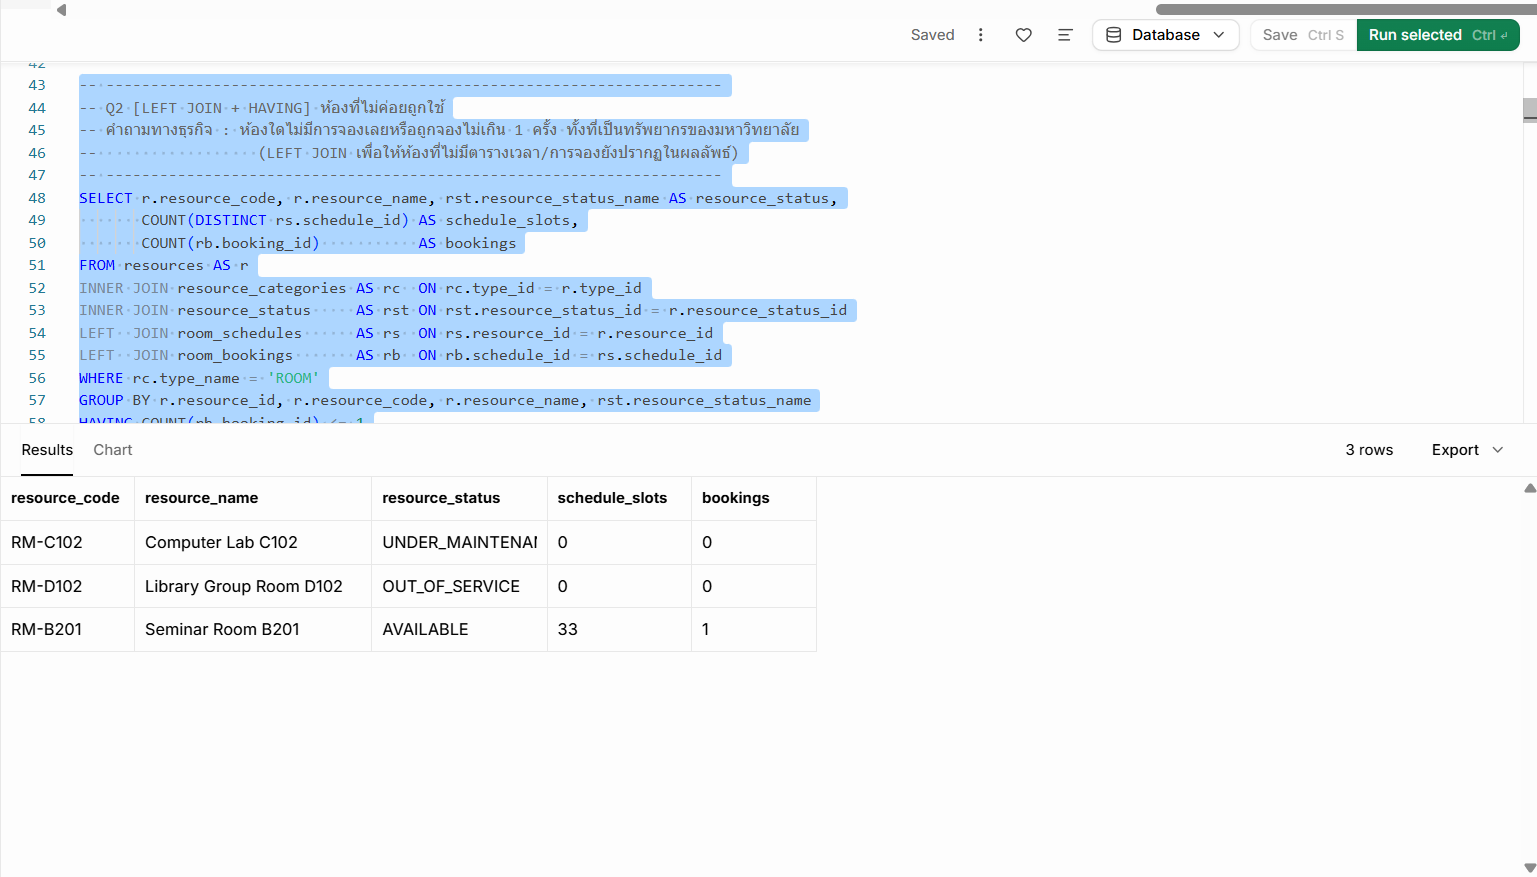 Saved
Database
Save Ctrl S
Run selected Ctrl ↵
42
43 -- ---------------------------------------------------------------------
44 -- Q2 [LEFT JOIN + HAVING] ห้องที่ไม่ค่อยถูกใช้
45 -- คำถามทางธุรกิจ : ห้องใดไม่มีการจองเลยหรือถูกจองไม่เกิน 1 ครั้ง ทั้งที่เป็นทรัพยากรของมหาวิทยาลัย
46 -- (LEFT JOIN เพื่อให้ห้องที่ไม่มีตารางเวลา/การจองยังปรากฏในผลลัพธ์)
47 -- ---------------------------------------------------------------------
48 SELECT r.resource_code, r.resource_name, rst.resource_status_name AS resource_status,
49 COUNT(DISTINCT rs.schedule_id) AS schedule_slots,
50 COUNT(rb.booking_id) AS bookings
51 FROM resources AS r
52 INNER JOIN resource_categories AS rc ON rc.type_id = r.type_id
53 INNER JOIN resource_status AS rst ON rst.resource_status_id = r.resource_status_id
54 LEFT JOIN room_schedules AS rs ON rs.resource_id = r.resource_id
55 LEFT JOIN room_bookings AS rb ON rb.schedule_id = rs.schedule_id
56 WHERE rc.type_name = 'ROOM'
57 GROUP BY r.resource_id, r.resource_code, r.resource_name, rst.resource_status_name
58 HAVING COUNT(rb.booking_id) <= 1
Results Chart 3 rows Export
resource_code resource_name resource_status schedule_slots bookings
RM-C102 Computer Lab C102 UNDER_MAINTENAN 0 0
RM-D102 Library Group Room D102 OUT_OF_SERVICE 0 0
RM-B201 Seminar Room B201 AVAILABLE 33 1